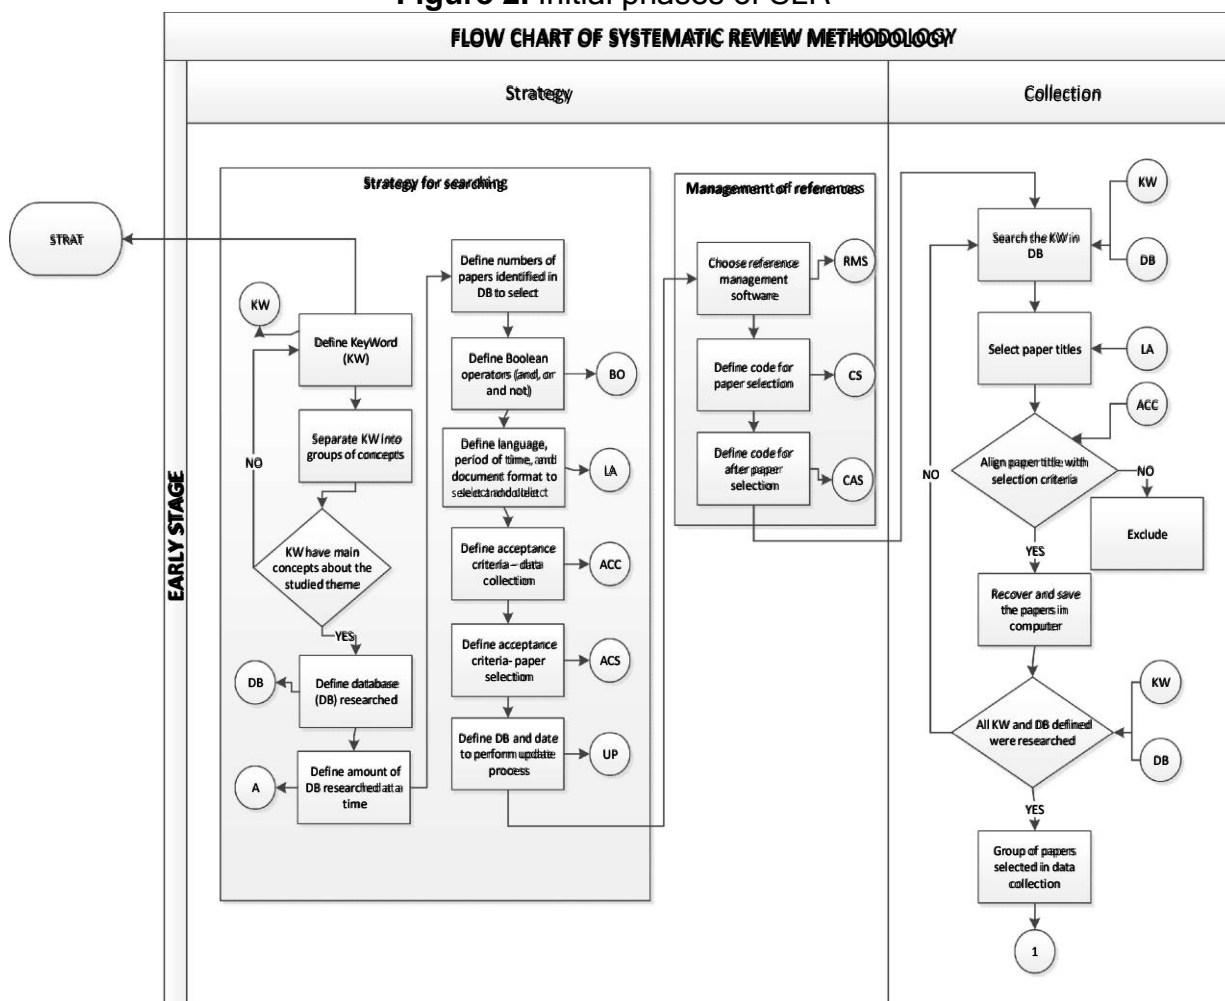 Figure 2. Initial phases of SLR
FLOW CHART OF SYSTEMATIC REVIEW METHODOLOGY
Strategy
Collection
EARLY STAGE
STRAT
Strategy for searching
KW
Define KeyWord
(KW)
Separate KW into
groups of concepts
NO
KW have main
concepts about the
studied theme
YES
DB
Define database
(DB) researched
A
Define amount of
DB researched at a
time
Define numbers of
papers identified in
DB to select
Define Boolean
operators (and, or
and not)
BO
Define language,
period of time, and
document format to
select and collect
LA
Define acceptance
criteria – data
collection
ACC
Define acceptance
criteria- paper
selection
ACS
Define DB and date
to perform update
process
UP
Management of references
Choose reference
management
software
RMS
Define code for
paper selection
CS
Define code for
after paper
selection
CAS
Search the KW in
DB
KW
DB
Select paper titles
LA
ACC
Align paper title with
selection criteria
NO
Exclude
NO
YES
Recover and save
the papers in
computer
All KW and DB defined
were researched
KW
DB
YES
Group of papers
selected in data
collection
1